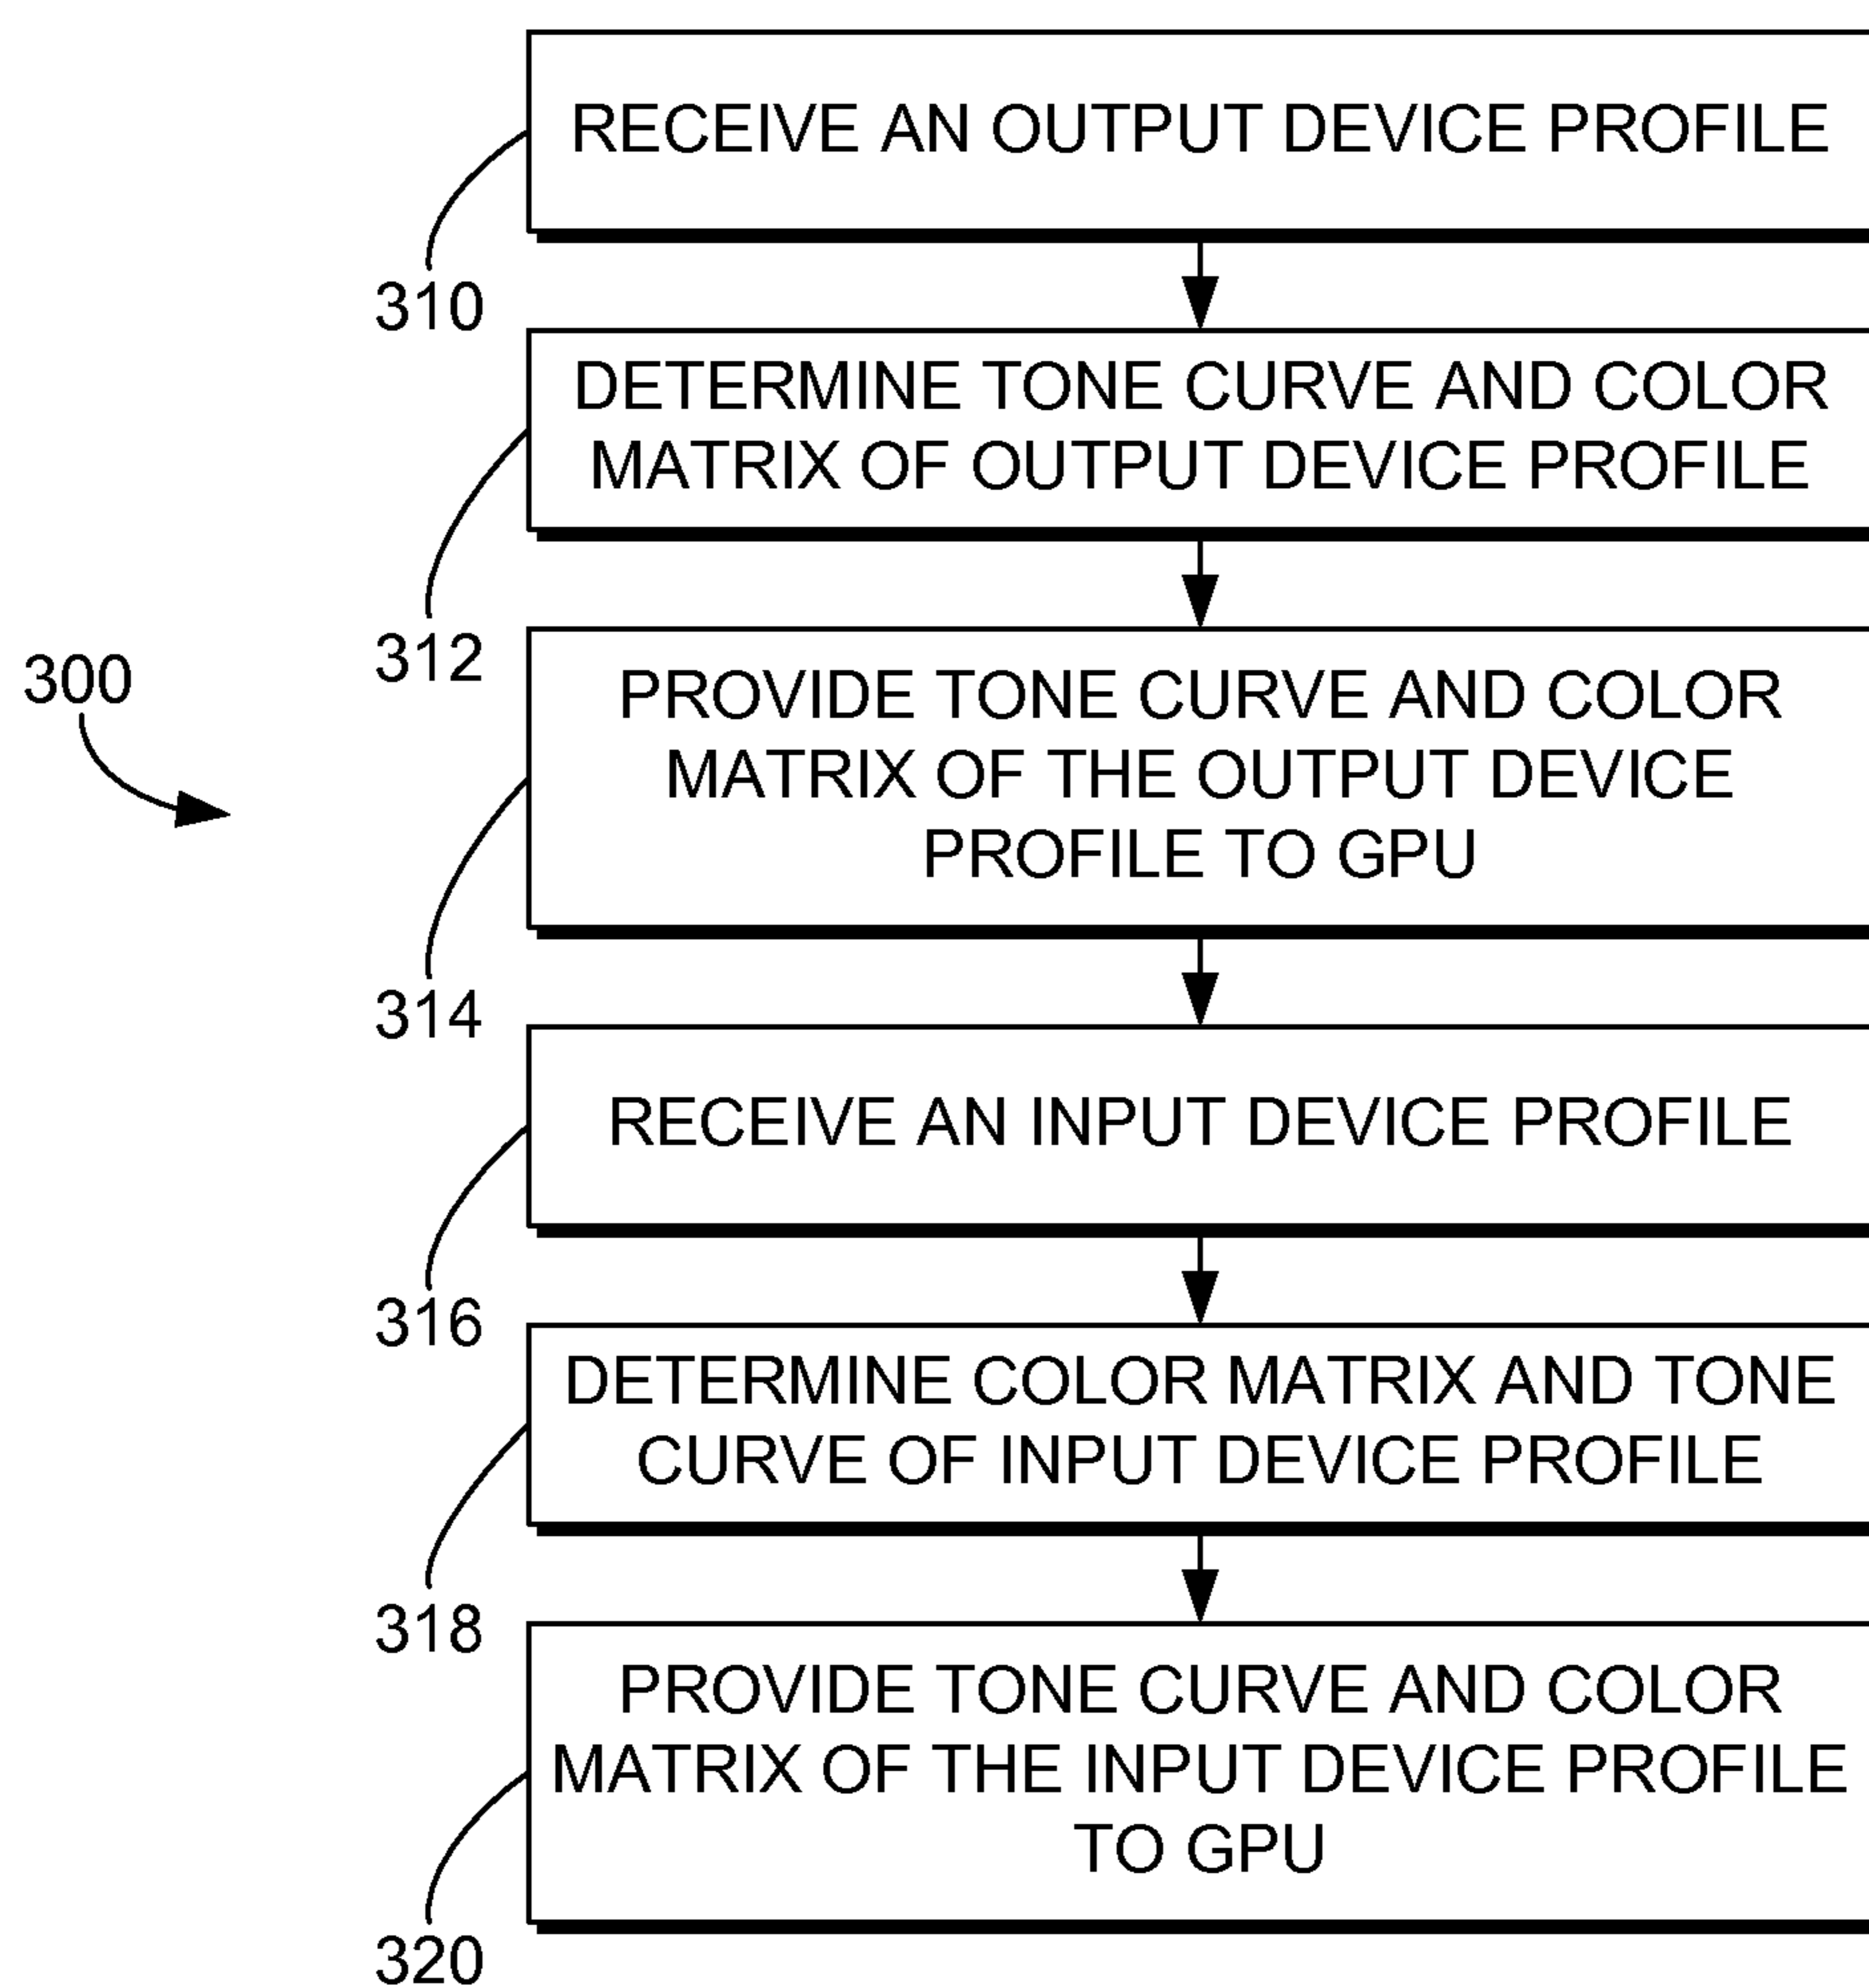 RECEIVE AN OUTPUT DEVICE PROFILE
310
DETERMINE TONE CURVE AND COLOR
MATRIX OF OUTPUT DEVICE PROFILE
312
300
PROVIDE TONE CURVE AND COLOR
MATRIX OF THE OUTPUT DEVICE
PROFILE TO GPU
314
RECEIVE AN INPUT DEVICE PROFILE
316
DETERMINE COLOR MATRIX AND TONE
CURVE OF INPUT DEVICE PROFILE
318
PROVIDE TONE CURVE AND COLOR
MATRIX OF THE INPUT DEVICE PROFILE
TO GPU
320